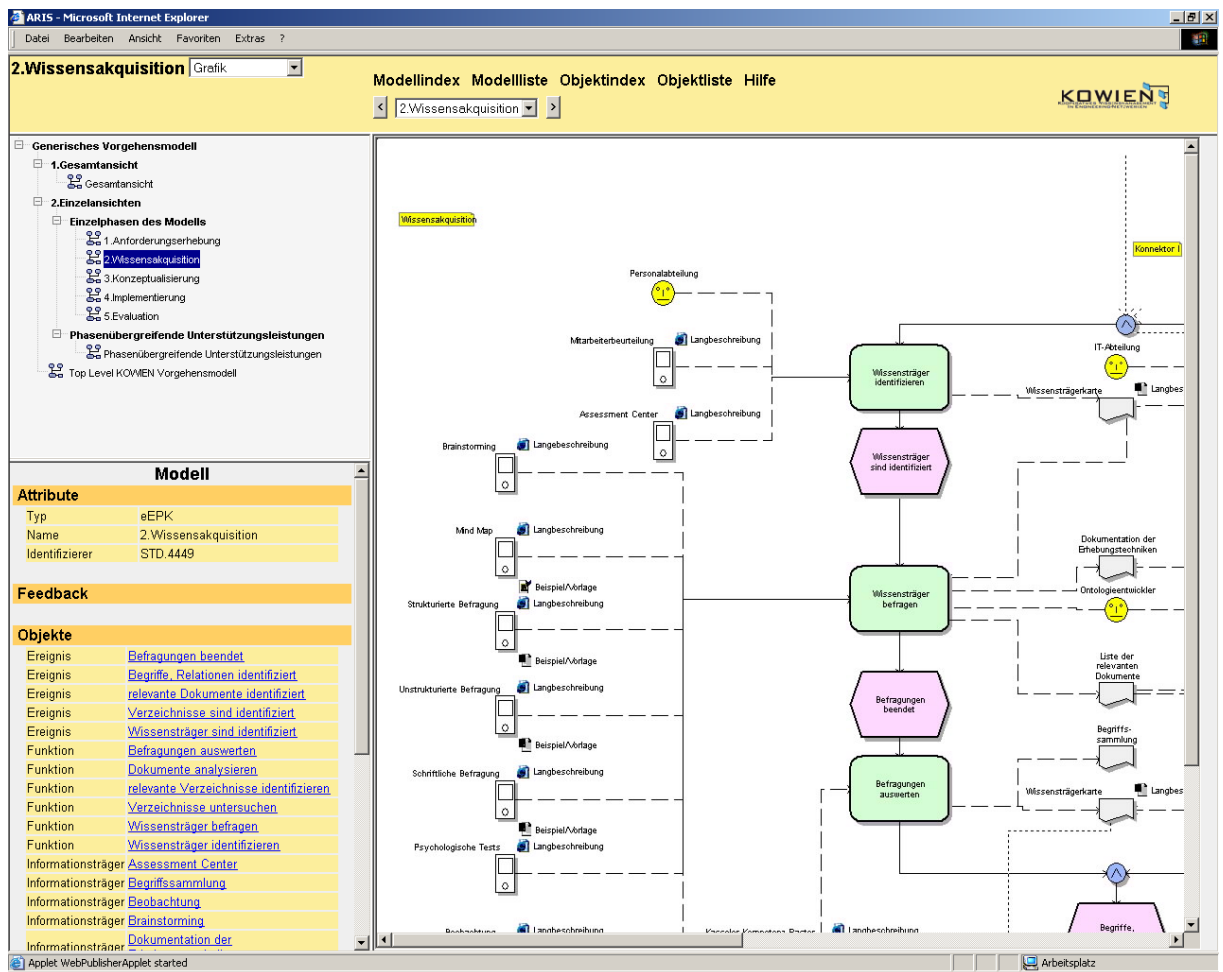 ARIS - Microsoft Internet Explorer
Datei Bearbeiten Ansicht Favoriten Extras ?
2.Wissensakquisition Grafik
Modellindex Modellliste Objektindex Objektliste Hilfe
< 2.Wissensakquisition >
KOWIEN
Generisches Vorgehensmodell
1.Gesamtansicht
Gesamtansicht
2.Einzelansichten
Einzelphasen des Modells
1.Anforderungserhebung
2.Wissensakquisition
3.Konzeptualisierung
4.Implementierung
5.Evaluation
Phasenübergreifende Unterstützungsleistungen
Phasenübergreifende Unterstützungsleistungen
Top Level KOWIEN Vorgehensmodell
Modell
Attribute
Typ eEPK
Name 2.Wissensakquisition
Identifizierer STD.4449
Feedback
Objekte
Ereignis Befragungen beendet
Ereignis Begriffe, Relationen identifiziert
Ereignis relevante Dokumente identifiziert
Ereignis Verzeichnisse sind identifiziert
Ereignis Wissensträger sind identifiziert
Funktion Befragungen auswerten
Funktion Dokumente analysieren
Funktion relevante Verzeichnisse identifizieren
Funktion Verzeichnisse untersuchen
Funktion Wissensträger befragen
Funktion Wissensträger identifizieren
Informationsträger Assessment Center
Informationsträger Begriffssammlung
Informationsträger Beobachtung
Informationsträger Brainstorming
Informationsträger Dokumentation der
Wissensakquisition
Konnektor I
Personalabteilung
Mitarbeiterbeurteilung Langbeschreibung
Assessment Center Langbeschreibung
Brainstorming Langebeschreibung
Mind Map Langbeschreibung
Beispiel/Vorlage
Strukturierte Befragung Langbeschreibung
Beispiel/Vorlage
Unstrukturierte Befragung Langbeschreibung
Beispiel/Vorlage
Schriftliche Befragung Langbeschreibung
Beispiel/Vorlage
Psychologische Tests Langbeschreibung
Beobachtung Langbeschreibung
Kasseler Kompetenz Raster Langbeschreibung
Wissensträger
identifizieren
Wissensträger
sind identifiziert
Wissensträger
befragen
Befragungen
beendet
Befragungen
auswerten
IT-Abteilung
Wissensträgerkarte Langbes
Dokumentation der
Erhebungstechniken
Ontologieentwickler
Liste der
relevanten
Dokumente
Begriffs-
sammlung
Wissensträgerkarte Langbes
Begriffe,
Applet WebPublisherApplet started
Arbeitsplatz